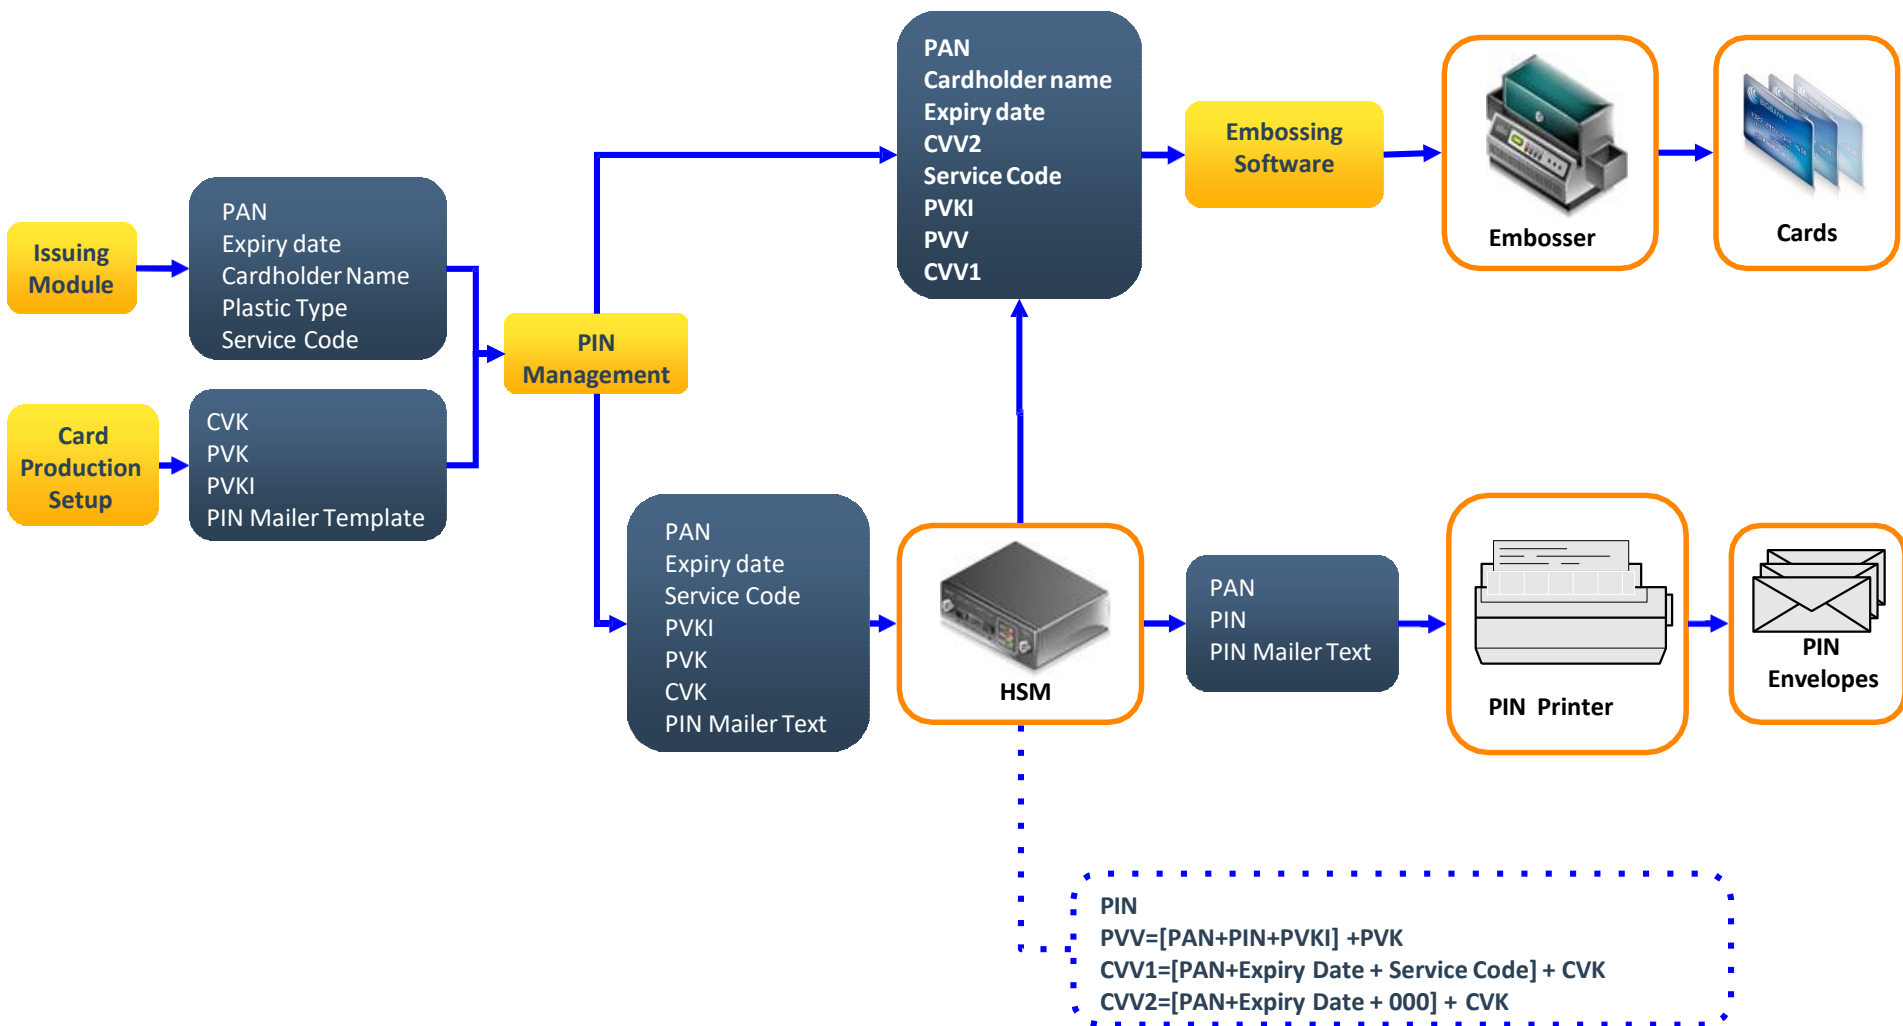 Issuing
Module
PAN
Expiry date
Cardholder Name
Plastic Type
Service Code
Card
Production
Setup
CVK
PVK
PVKI
PIN Mailer Template
PIN
Management
PAN
Cardholder name
Expiry date
CVV2
Service Code
PVKI
PVV
CVV1
Embossing
Software
Embosser
Cards
PAN
Expiry date
Service Code
PVKI
PVK
CVK
PIN Mailer Text
HSM
PAN
PIN
PIN Mailer Text
PIN Printer
PIN
Envelopes
PIN
PVV=[PAN+PIN+PVKI] +PVK
CVV1=[PAN+Expiry Date + Service Code] + CVK
CVV2=[PAN+Expiry Date + 000] + CVK